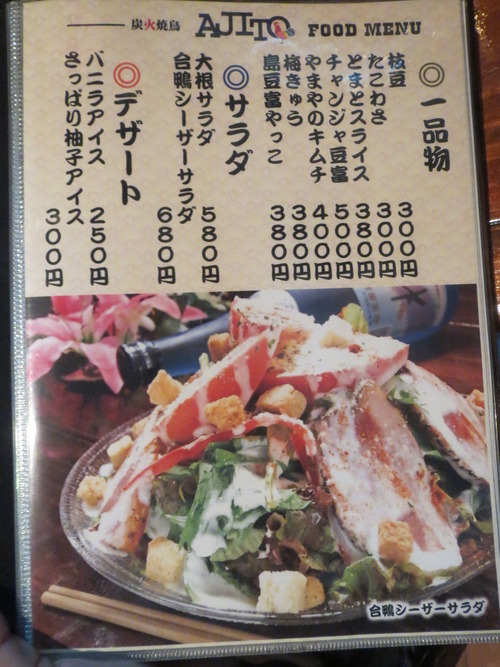 炭火焼鳥 AJITO FOOD MENU
◎一品物
枝豆 300円
たこわさ 300円
とまとスライス 380円
チャンジャ豆富 500円
やまやのキムチ 400円
梅きゅう 380円
島豆富やっこ 380円
◎サラダ
大根サラダ 580円
合鴨シーザーサラダ 680円
◎デザート
バニラアイス 250円
さっぱり柚子アイス 300円
合鴨シーザーサラダ